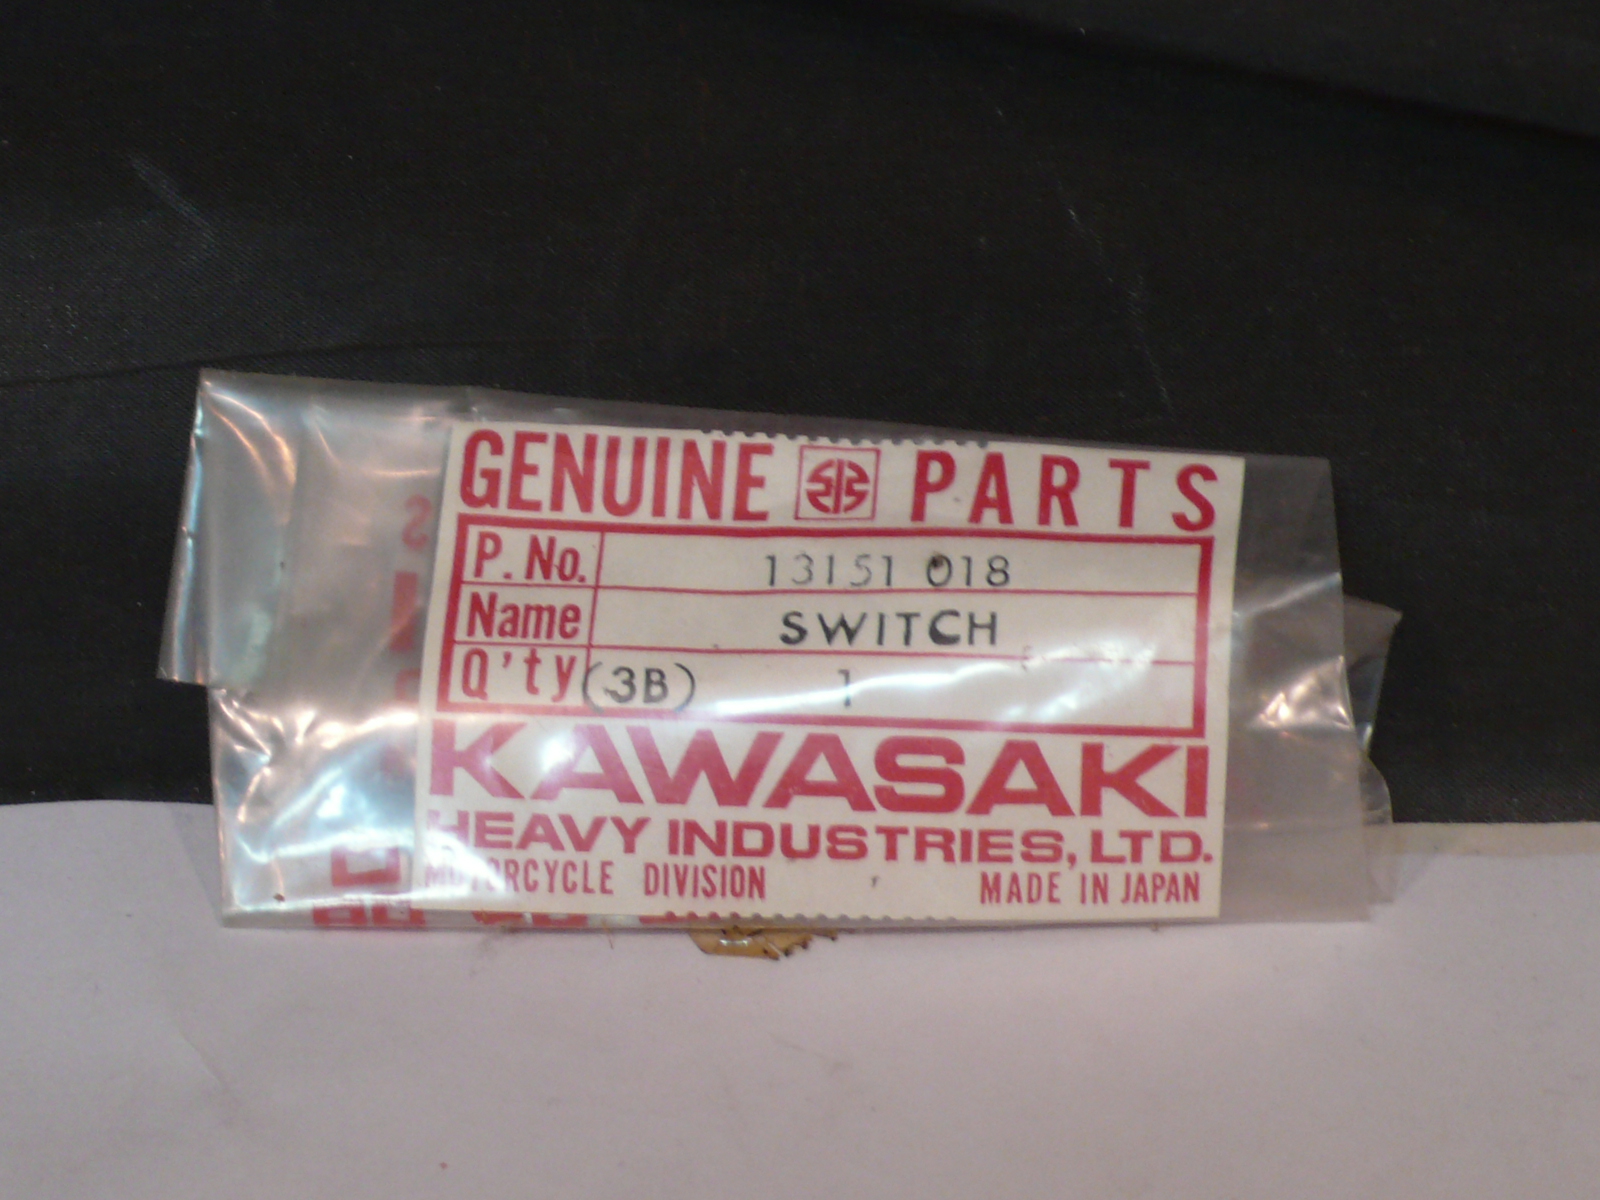 GENUINE PARTS
P. No. 13151 018
Name SWITCH
Q'ty (3B) 1
KAWASAKI
HEAVY INDUSTRIES, LTD.
MOTORCYCLE DIVISION MADE IN JAPAN